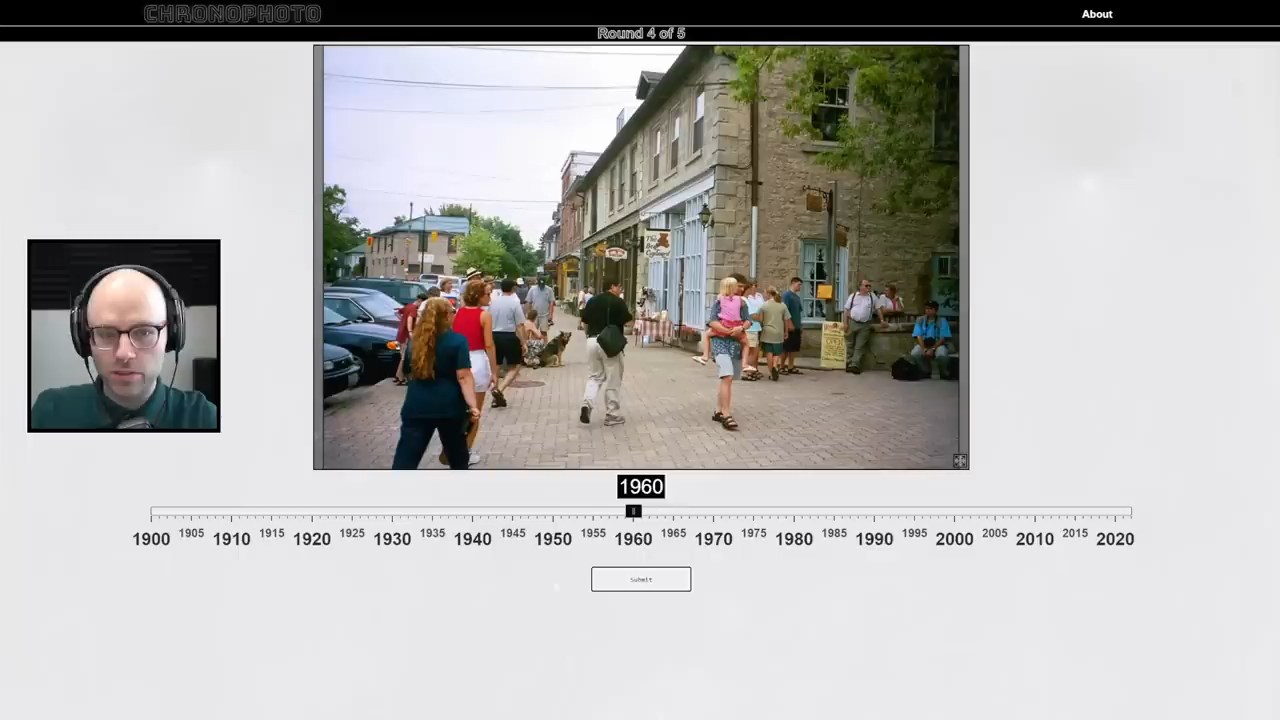 CHRONOPHOTO
About
Round 4 of 5
OPEN
1960
1900 1905 1910 1915 1920 1925 1930 1935 1940 1945 1950 1955 1960 1965 1970 1975 1980 1985 1990 1995 2000 2005 2010 2015 2020
Submit